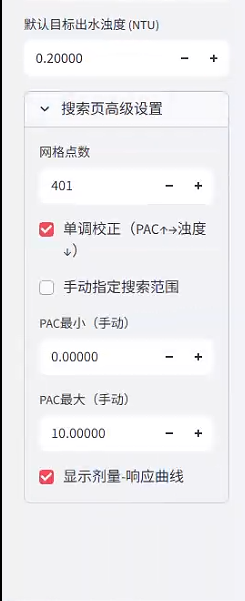 默认目标出水浊度 (NTU)
0.20000
搜索页高级设置
网格点数
401
单调校正（PAC↑→浊度
↓）
手动指定搜索范围
PAC最小（手动）
0.00000
PAC最大（手动）
10.00000
显示剂量-响应曲线